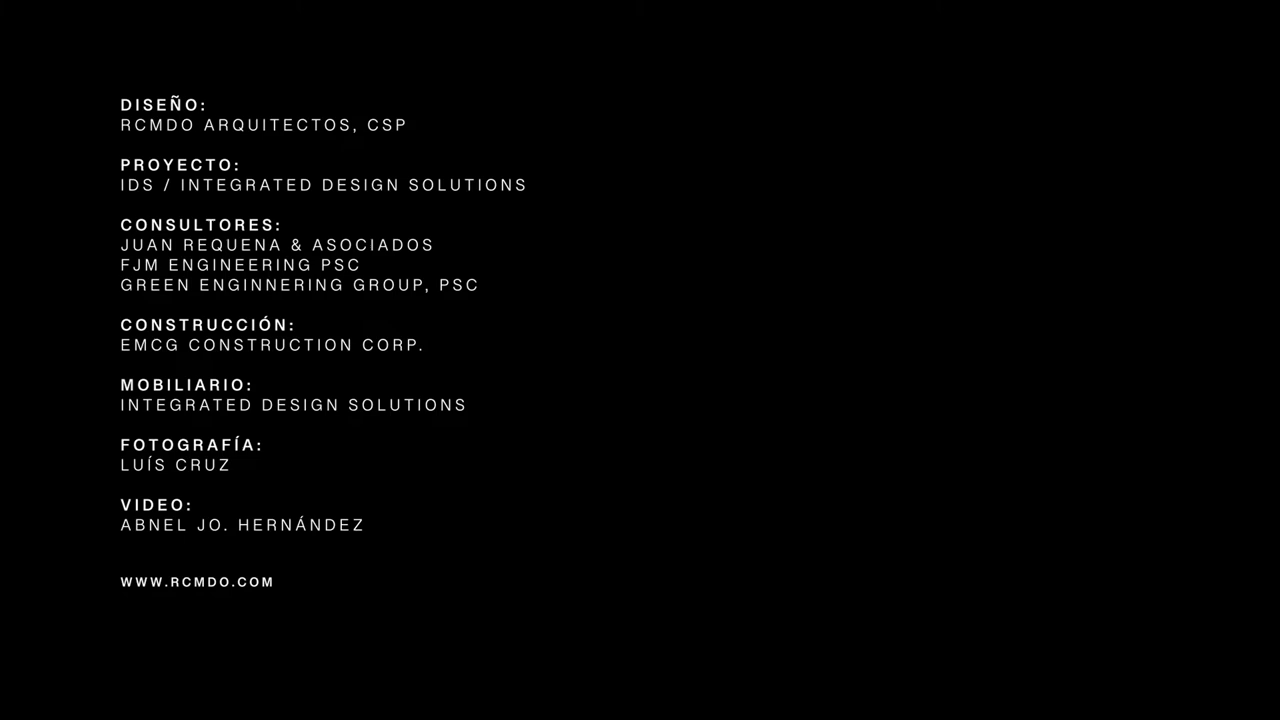 DISEÑO:
RCMDO ARQUITECTOS, CSP
PROYECTO:
IDS / INTEGRATED DESIGN SOLUTIONS
CONSULTORES:
JUAN REQUENA & ASOCIADOS
FJM ENGINEERING PSC
GREEN ENGINNERING GROUP, PSC
CONSTRUCCIÓN:
EMCG CONSTRUCTION CORP.
MOBILIARIO:
INTEGRATED DESIGN SOLUTIONS
FOTOGRAFÍA:
LUÍS CRUZ
VIDEO:
ABNEL JO. HERNÁNDEZ
WWW.RCMDO.COM